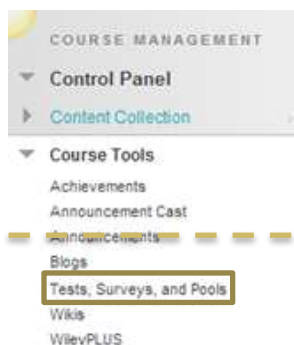 COURSE MANAGEMENT
Control Panel
Content Collection
Course Tools
Achievements
Announcement Cast
Announcements
Blogs
Tests, Surveys, and Pools
Wikis
WileyPLUS